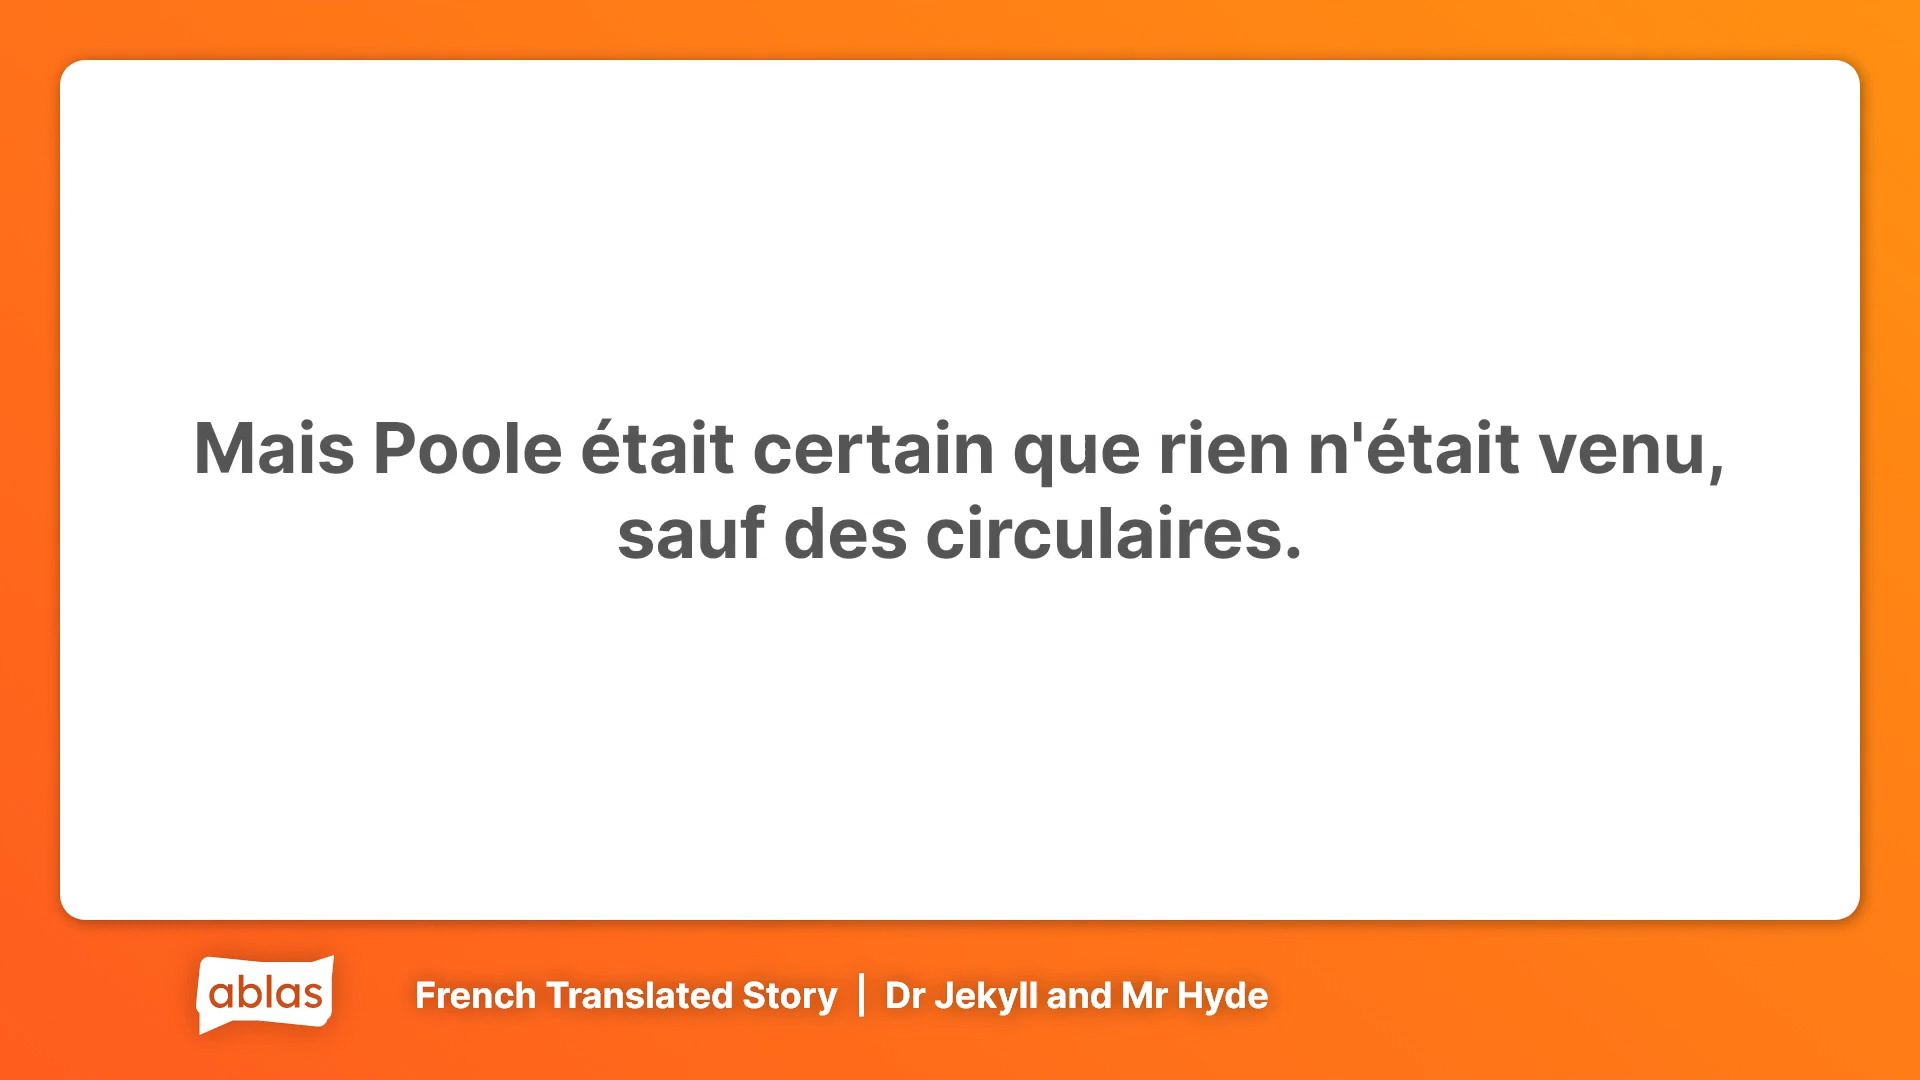 Mais Poole était certain que rien n'était venu,
sauf des circulaires.
ablas
French Translated Story | Dr Jekyll and Mr Hyde